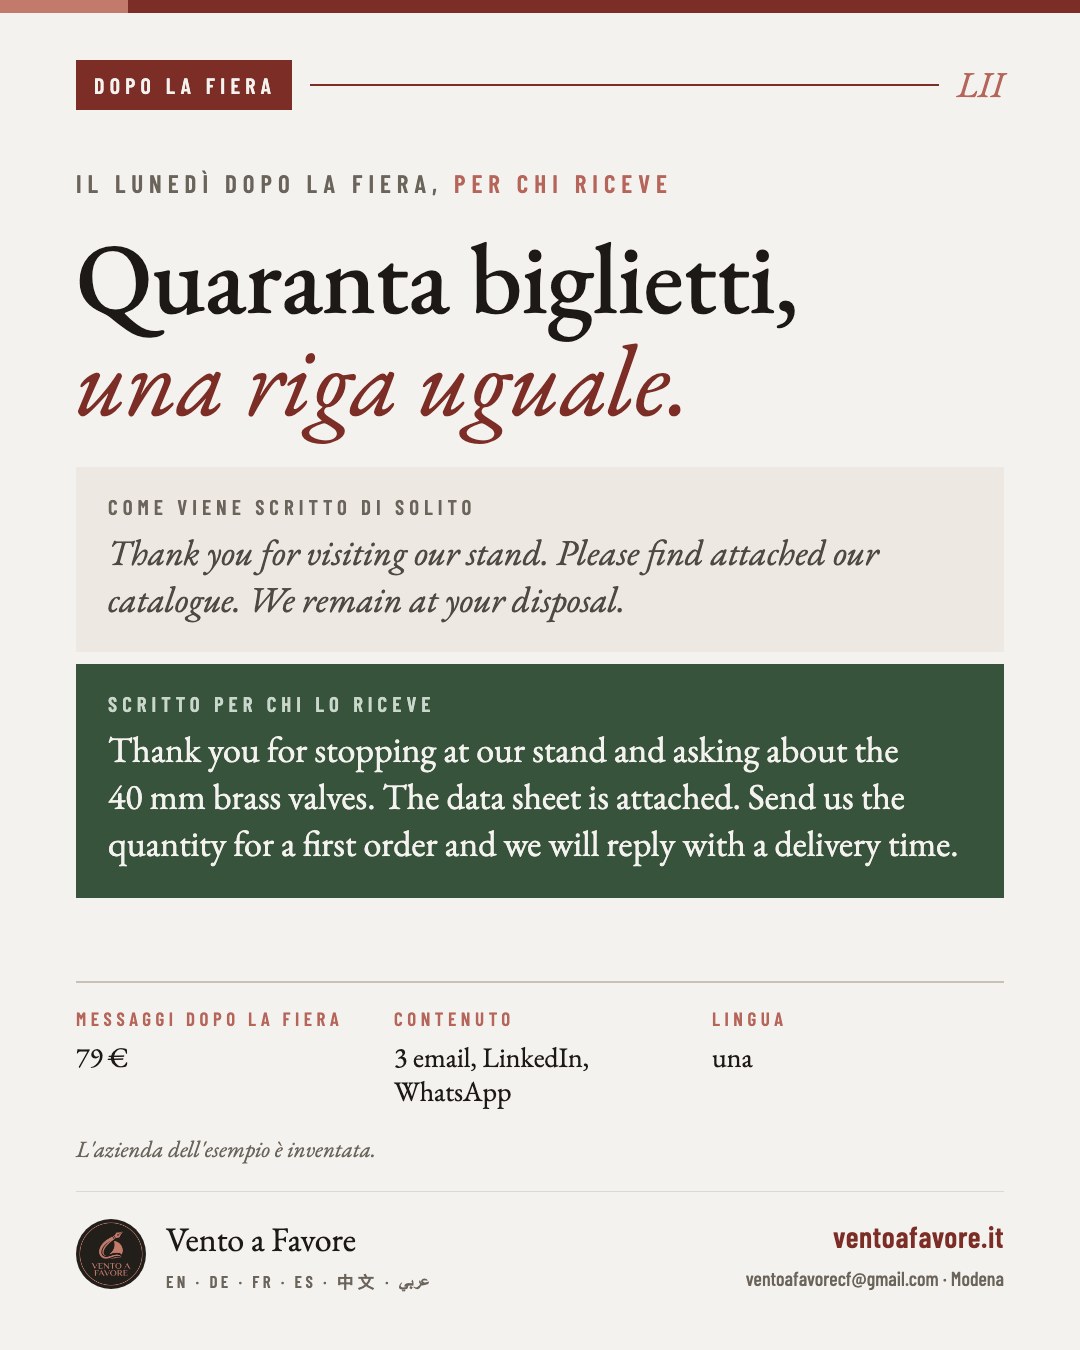 DOPO LA FIERA
LII
IL LUNEDÌ DOPO LA FIERA, PER CHI RICEVE
Quaranta biglietti,
una riga uguale.
COME VIENE SCRITTO DI SOLITO
Thank you for visiting our stand. Please find attached our
catalogue. We remain at your disposal.
SCRITTO PER CHI LO RICEVE
Thank you for stopping at our stand and asking about the
40 mm brass valves. The data sheet is attached. Send us the
quantity for a first order and we will reply with a delivery time.
MESSAGGI DOPO LA FIERA
79 €
CONTENUTO
3 email, LinkedIn,
WhatsApp
LINGUA
una
L'azienda dell'esempio è inventata.
VENTO A
FAVORE
Vento a Favore
EN · DE · FR · ES · 中文 · عربي
ventoafavore.it
ventoafavorecf@gmail.com · Modena